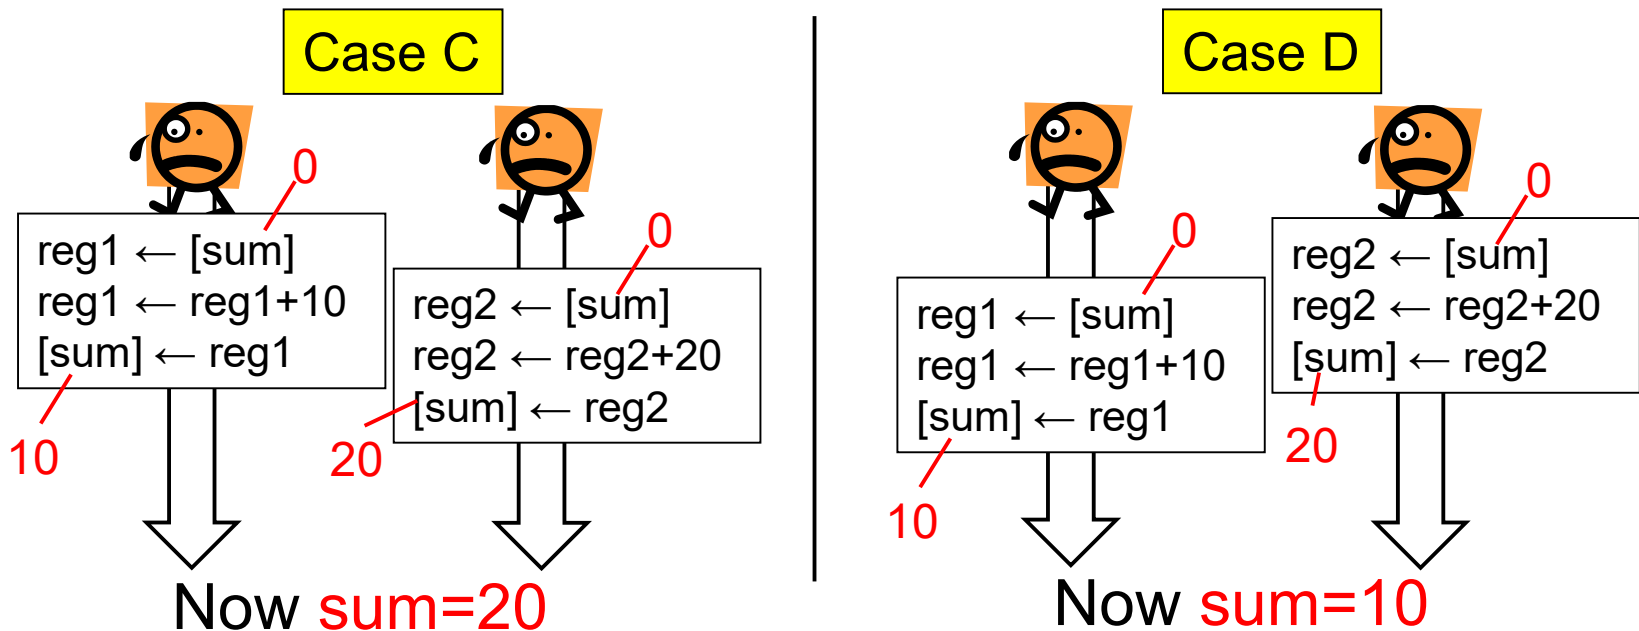 Case C
0
reg1 ← [sum]
reg1 ← reg1+10
[sum] ← reg1
10
0
reg2 ← [sum]
reg2 ← reg2+20
[sum] ← reg2
20
Now sum=20
Case D
0
reg1 ← [sum]
reg1 ← reg1+10
[sum] ← reg1
10
0
reg2 ← [sum]
reg2 ← reg2+20
[sum] ← reg2
20
Now sum=10